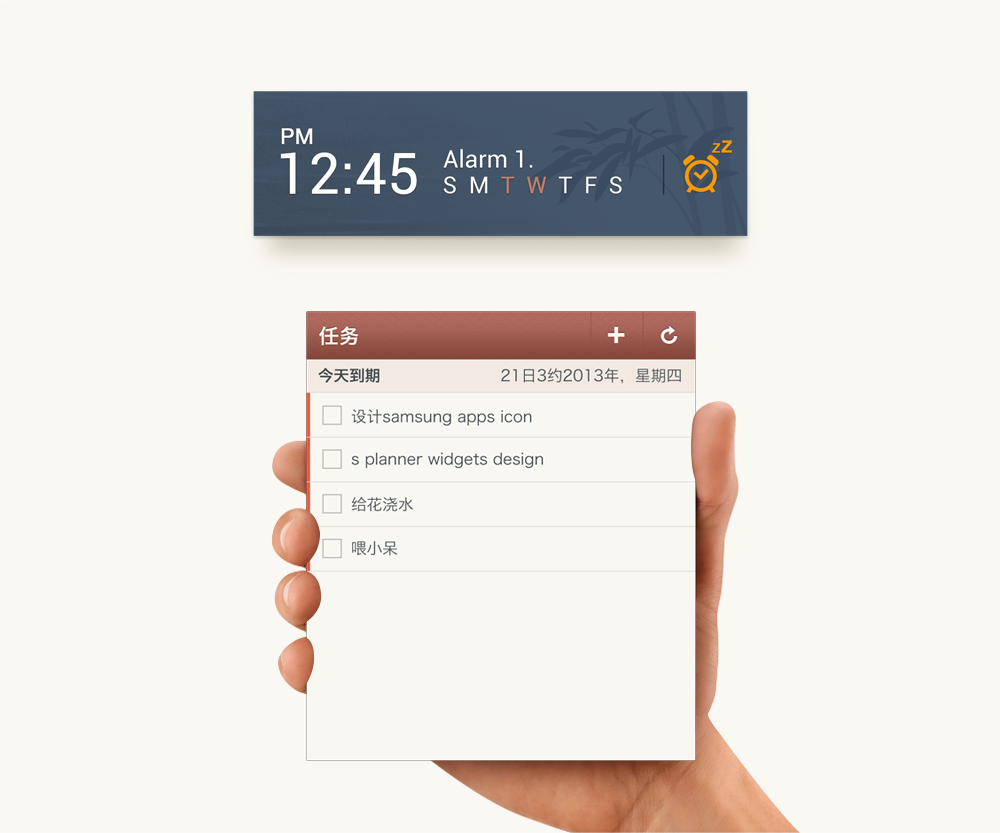 PM
12:45
Alarm 1.
S M T W T F S
zZ
任务
今天到期 21日3约2013年，星期四
设计samsung apps icon
s planner widgets design
给花浇水
喂小呆